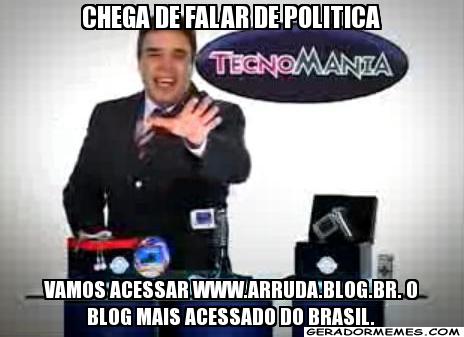 CHEGA DE FALAR DE POLITICA
TECNOMANIA
VAMOS ACESSAR WWW.ARRUDA.BLOG.BR. O
BLOG MAIS ACESSADO DO BRASIL.
GERADORMEMES.COM